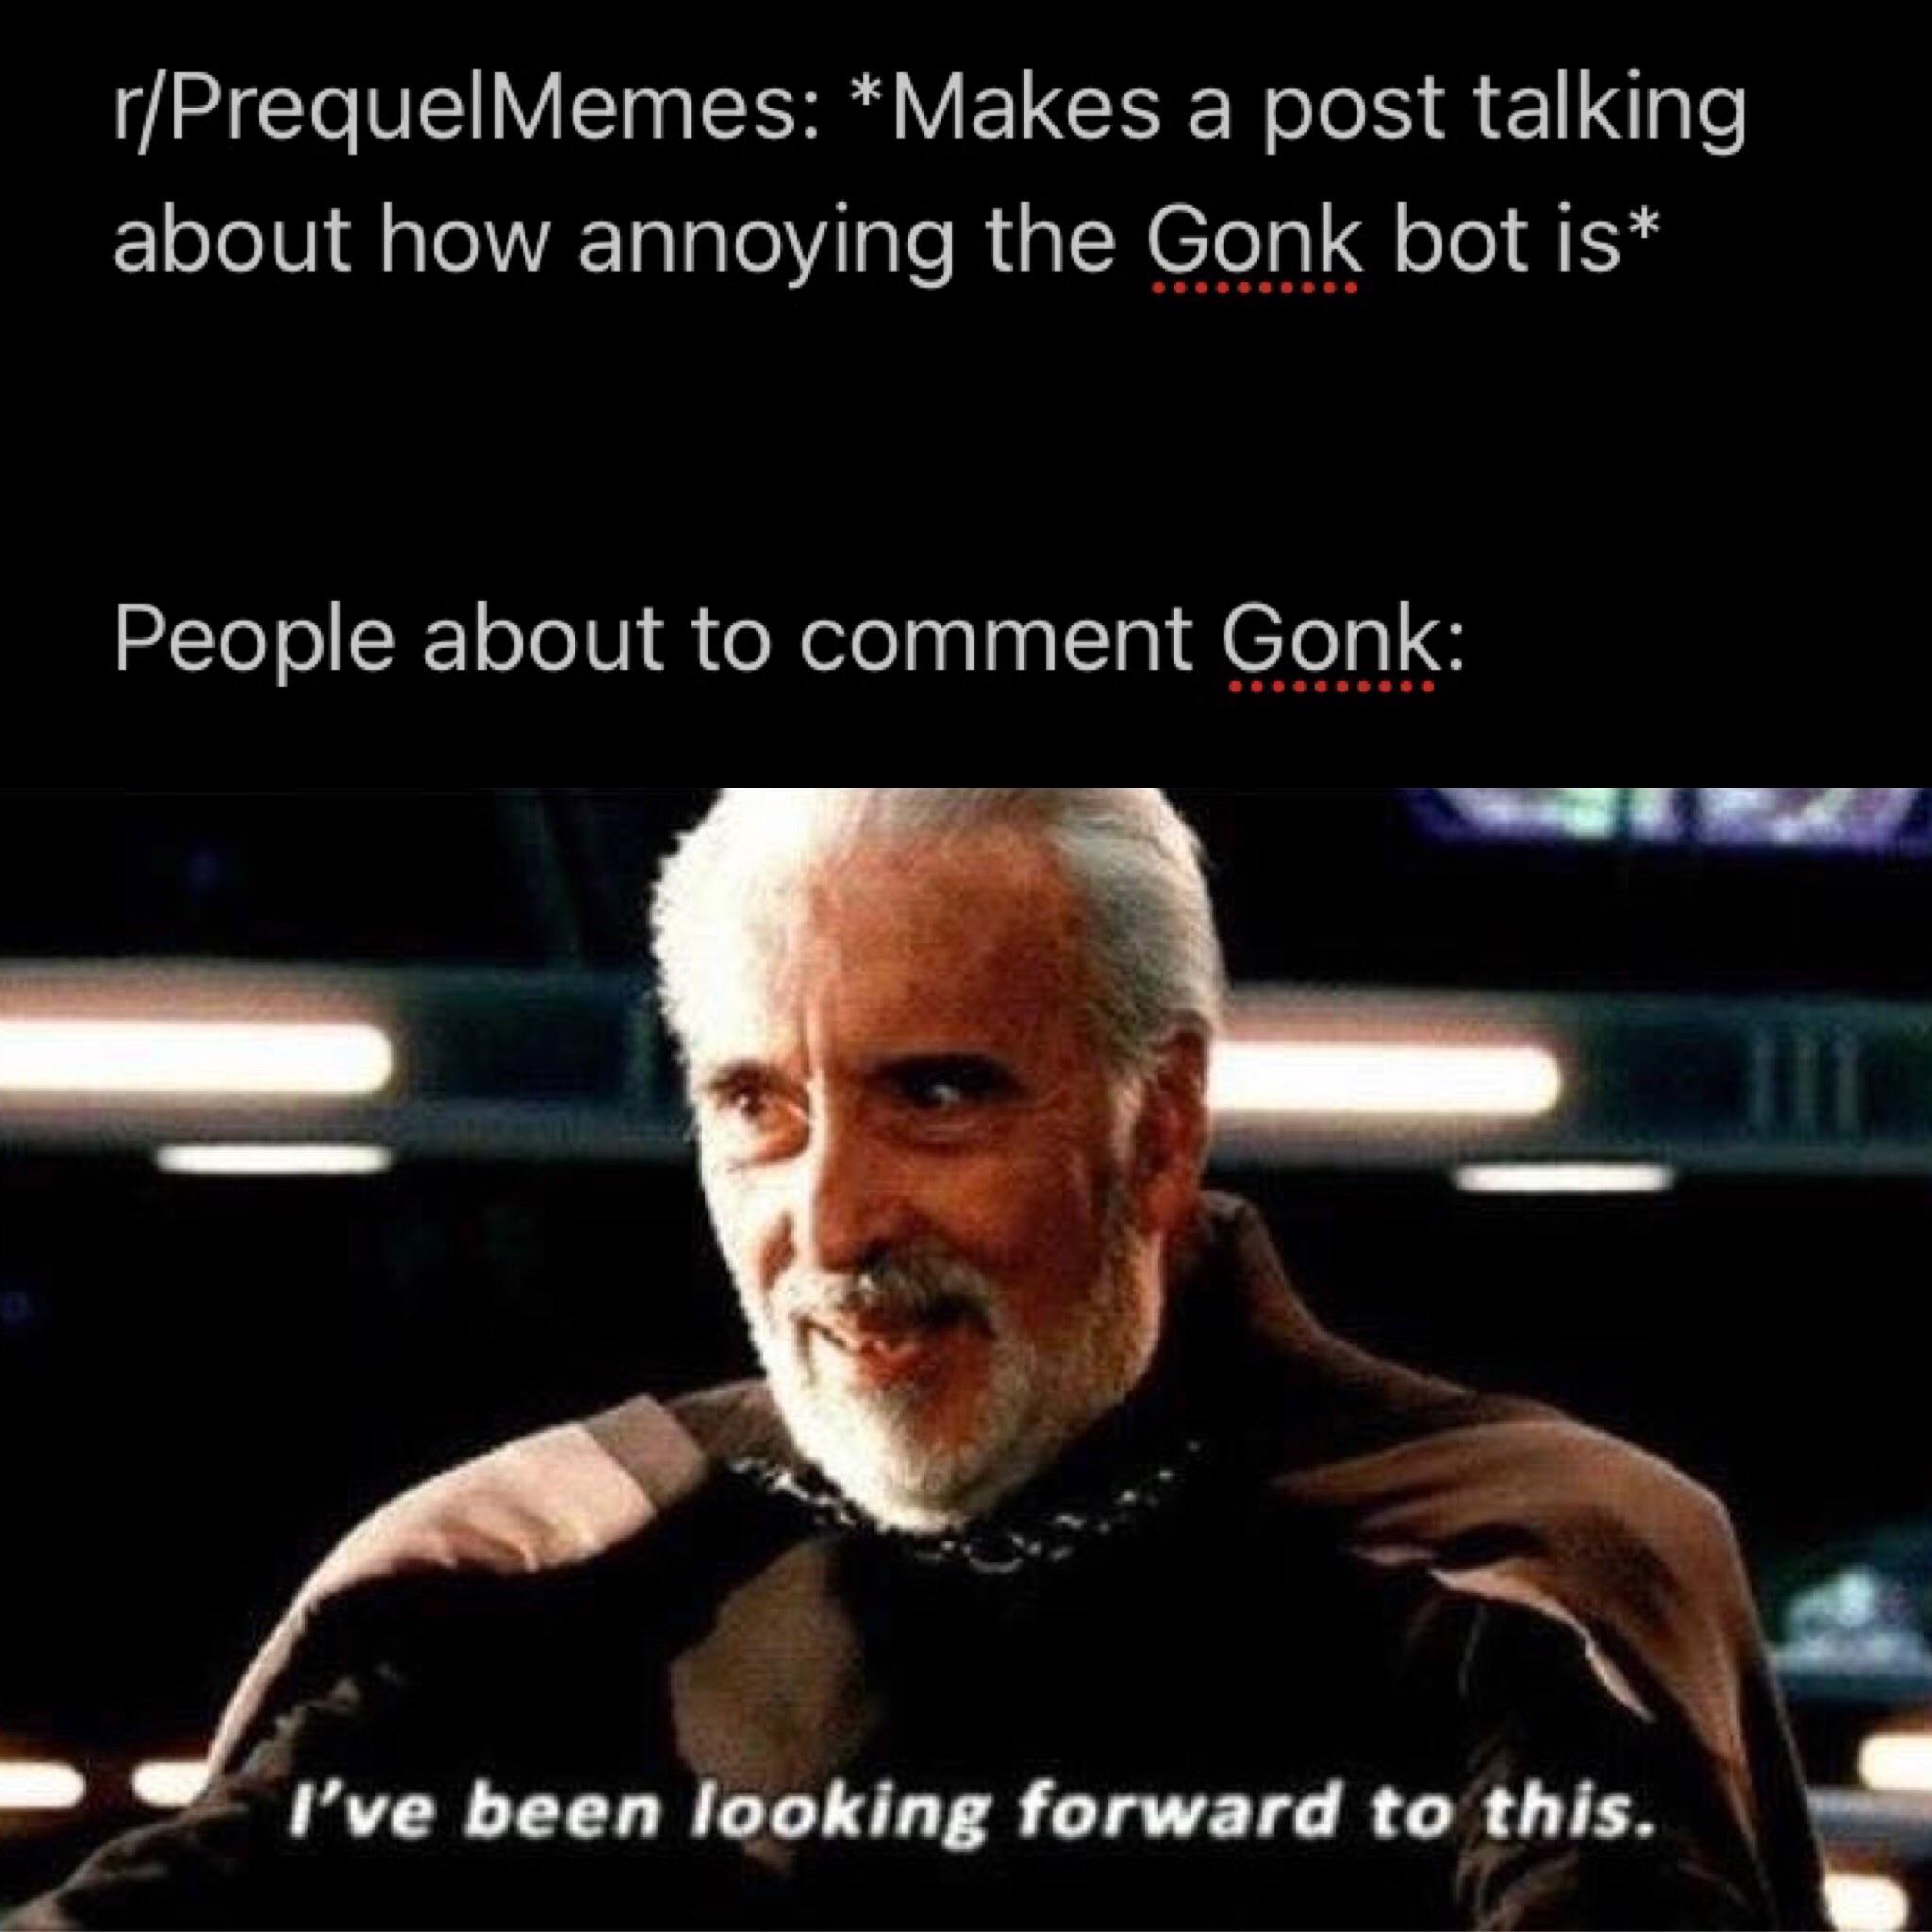 r/PrequelMemes: *Makes a post talking
about how annoying the Gonk bot is*
People about to comment Gonk:
I've been looking forward to this.